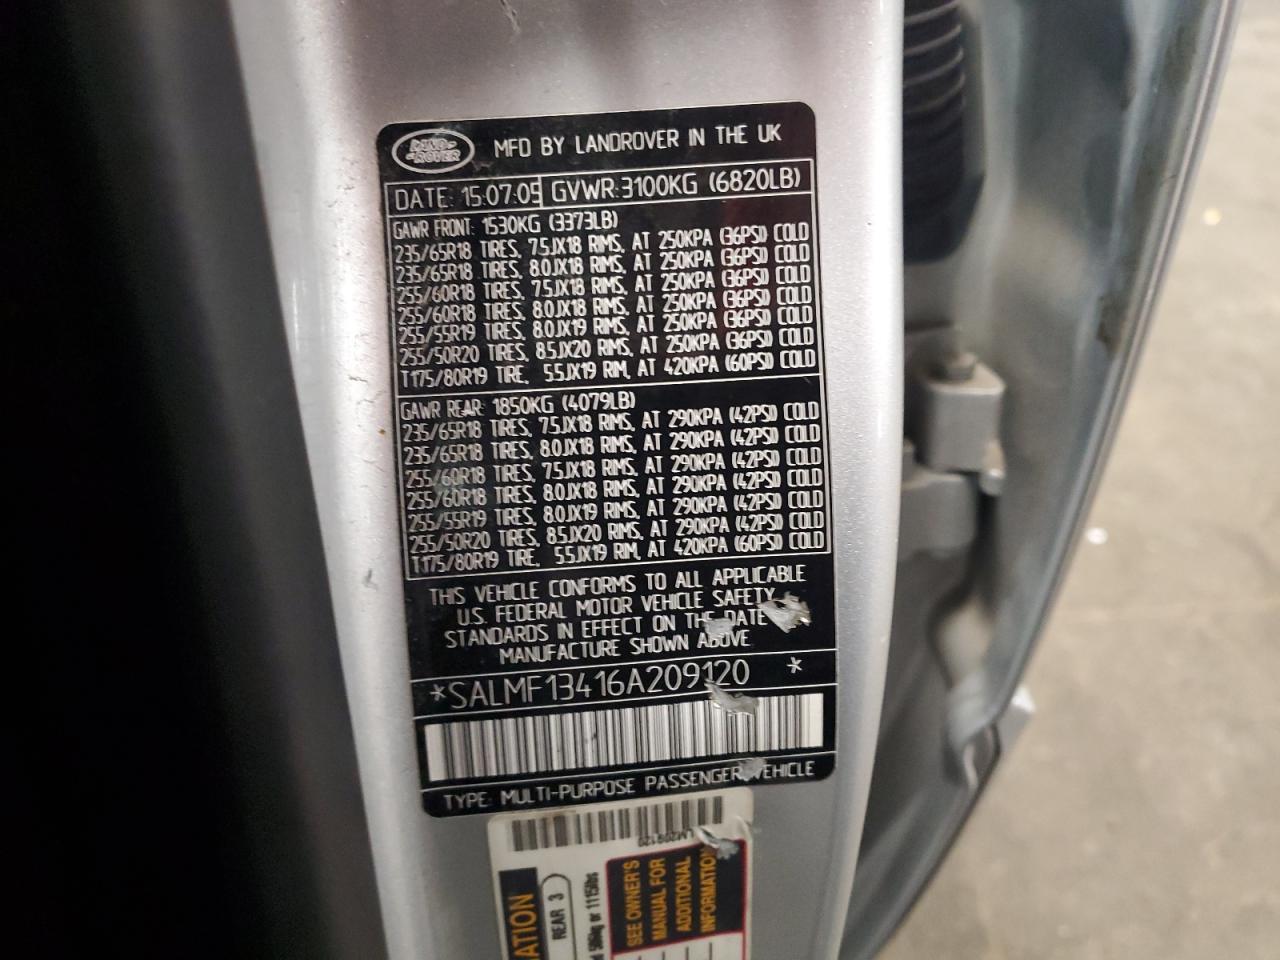 LAND-
-ROVER
MFD BY LANDROVER IN THE UK
DATE: 15:07:05 GVWR:3100KG (6820LB)
GAWR FRONT: 1530KG (3373LB)
235/65R18 TIRES, 7.5JX18 RIMS, AT 250KPA (36PSI) COLD
235/65R18 TIRES, 8.0JX18 RIMS, AT 250KPA (36PSI) COLD
255/60R18 TIRES, 7.5JX18 RIMS, AT 250KPA (36PSI) COLD
255/60R18 TIRES, 8.0JX18 RIMS, AT 250KPA (36PSI) COLD
255/55R19 TIRES, 8.0JX19 RIMS, AT 250KPA (36PSI) COLD
255/50R20 TIRES, 8.5JX20 RIMS, AT 250KPA (36PSI) COLD
T175/80R19 TIRE, 5.5JX19 RIM, AT 420KPA (60PSI) COLD
GAWR REAR: 1850KG (4079LB)
235/65R18 TIRES, 7.5JX18 RIMS, AT 290KPA (42PSI) COLD
235/65R18 TIRES, 8.0JX18 RIMS, AT 290KPA (42PSI) COLD
255/60R18 TIRES, 7.5JX18 RIMS, AT 290KPA (42PSI) COLD
255/60R18 TIRES, 8.0JX18 RIMS, AT 290KPA (42PSI) COLD
255/55R19 TIRES, 8.0JX19 RIMS, AT 290KPA (42PSI) COLD
255/50R20 TIRES, 8.5JX20 RIMS, AT 290KPA (42PSI) COLD
T175/80R19 TIRE, 5.5JX19 RIM, AT 420KPA (60PSI) COLD
THIS VEHICLE CONFORMS TO ALL APPLICABLE
U.S. FEDERAL MOTOR VEHICLE SAFETY
STANDARDS IN EFFECT ON THE DATE
MANUFACTURE SHOWN ABOVE
*SALMF13416A209120 *
TYPE: MULTI-PURPOSE PASSENGER VEHICLE
LM209120
REAR 3
or 1115lbs
SEE OWNER'S
MANUAL FOR
ADDITIONAL
INFORMATION